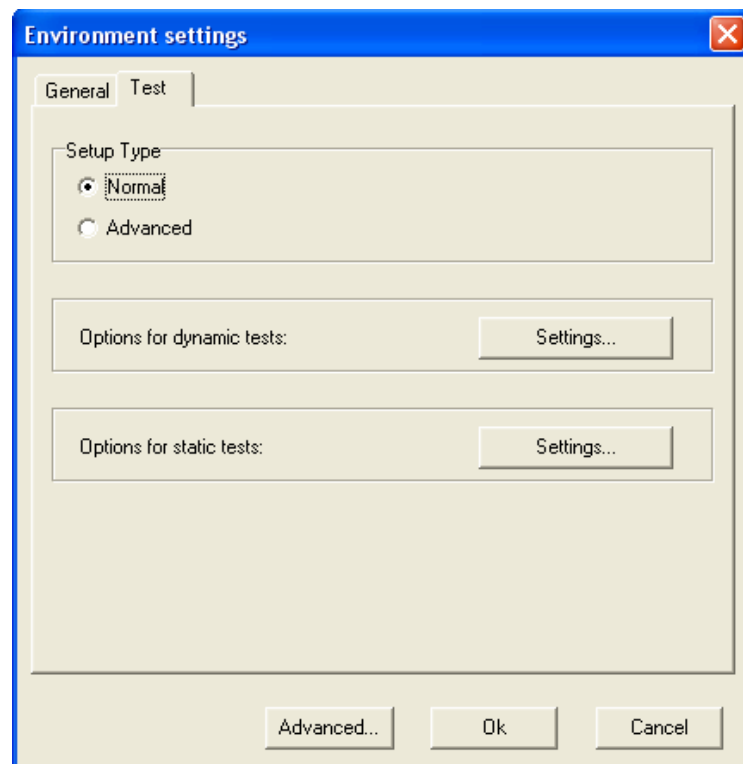 Environment settings
General Test
Setup Type
Normal
Advanced
Options for dynamic tests: Settings...
Options for static tests: Settings...
Advanced... Ok Cancel